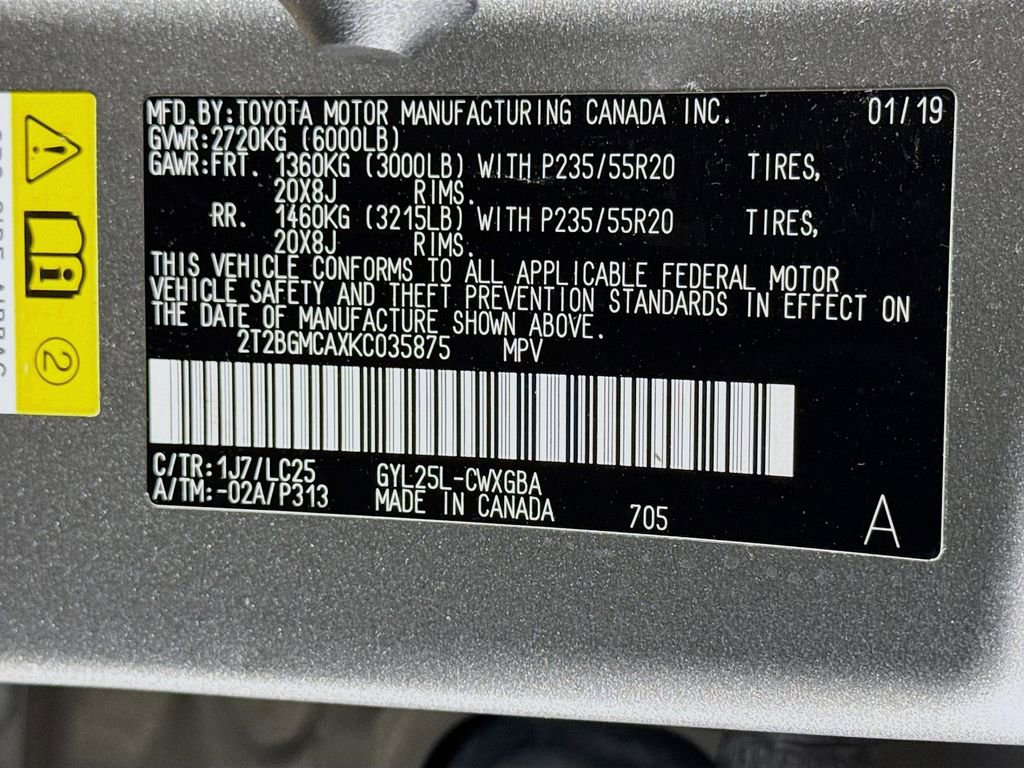 MFD.BY:TOYOTA MOTOR MANUFACTURING CANADA INC. 01/19
GVWR:2720KG (6000LB)
GAWR:FRT. 1360KG (3000LB) WITH P235/55R20 TIRES,
20X8J RIMS.
RR. 1460KG (3215LB) WITH P235/55R20 TIRES,
20X8J RIMS.
THIS VEHICLE CONFORMS TO ALL APPLICABLE FEDERAL MOTOR
VEHICLE SAFETY AND THEFT PREVENTION STANDARDS IN EFFECT ON
THE DATE OF MANUFACTURE SHOWN ABOVE.
2T2BGMCAXKC035875 MPV
C/TR:1J7/LC25 GYL25L-CWXGBA
A/TM:-02A/P313 MADE IN CANADA 705 A
2